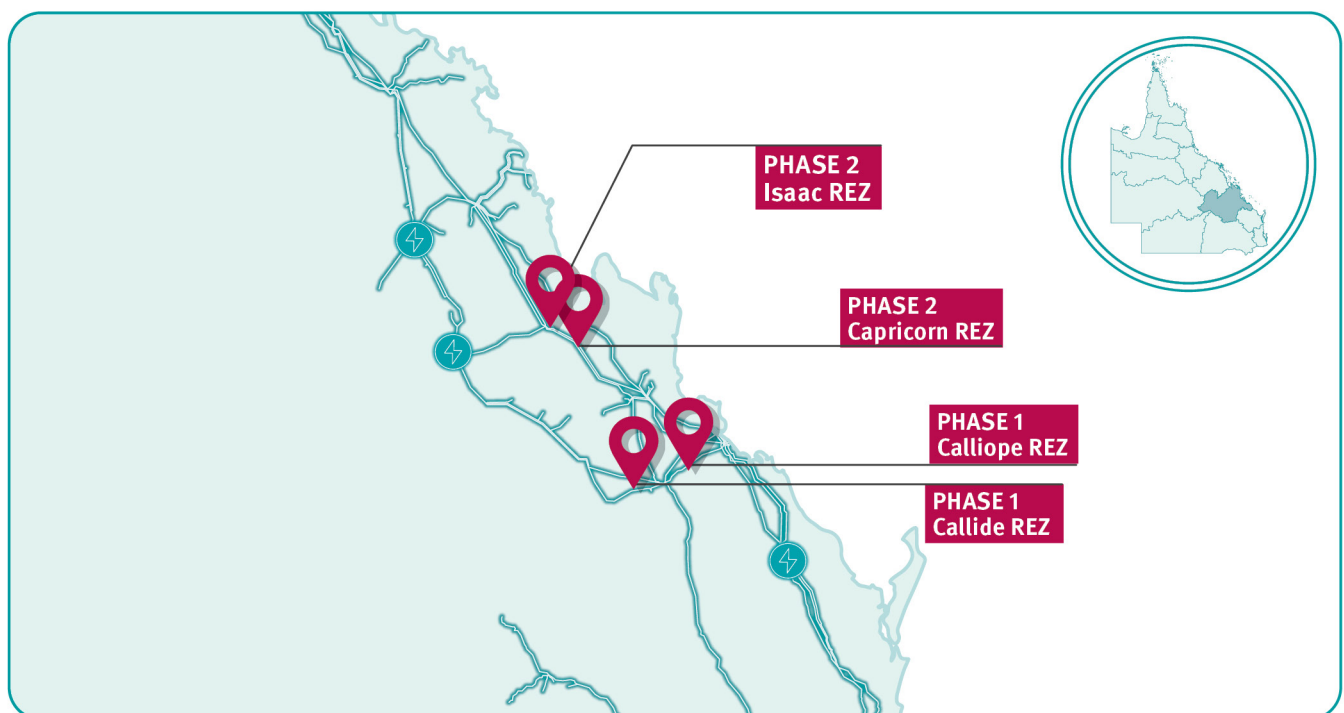 PHASE 2
Isaac REZ
PHASE 2
Capricorn REZ
PHASE 1
Calliope REZ
PHASE 1
Callide REZ